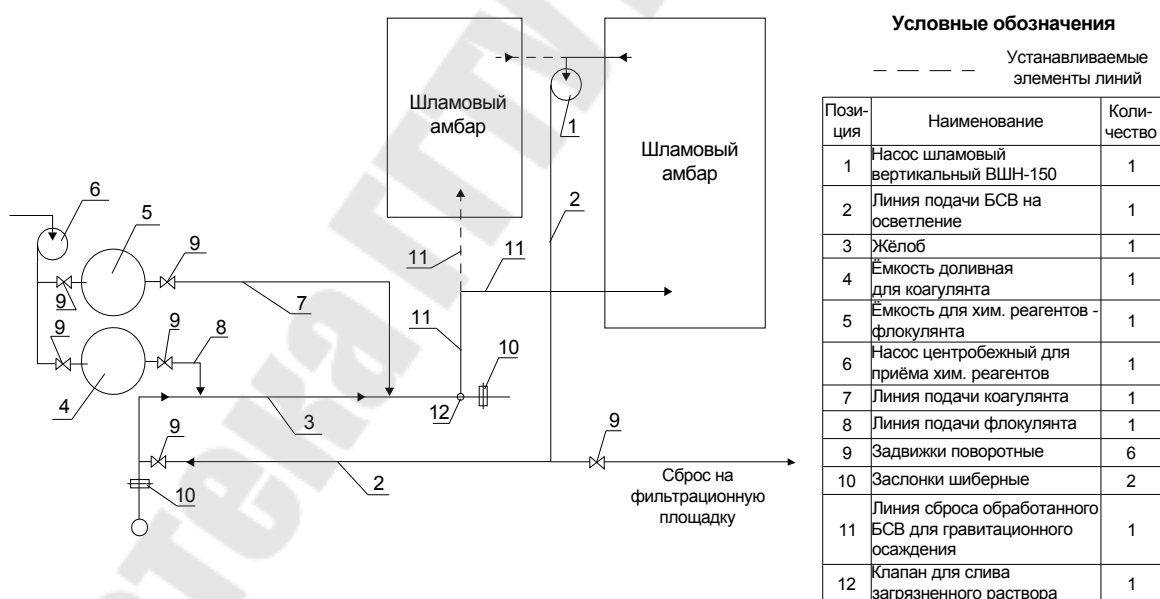 Шламовый
амбар
1
Шламовый
амбар
6
5
9
2
11
11
9
7
9
9
8
11
10
4
12
3
9
9
10
2
Сброс на
фильтрационную
площадку
Условные обозначения
Устанавливаемые
элементы линий
Пози-
ция
Наименование
Коли-
чество
1
Насос шламовый
вертикальный ВШН-150
1
2
Линия подачи БСВ на
осветление
1
3
Жёлоб
1
4
Ёмкость доливная
для коагулянта
1
5
Ёмкость для хим. реагентов -
флокулянта
1
6
Насос центробежный для
приёма хим. реагентов
1
7
Линия подачи коагулянта
1
8
Линия подачи флокулянта
1
9
Задвижки поворотные
6
10
Заслонки шиберные
2
11
Линия сброса обработанного
БСВ для гравитационного
осаждения
1
12
Клапан для слива
загрязненного раствора
1